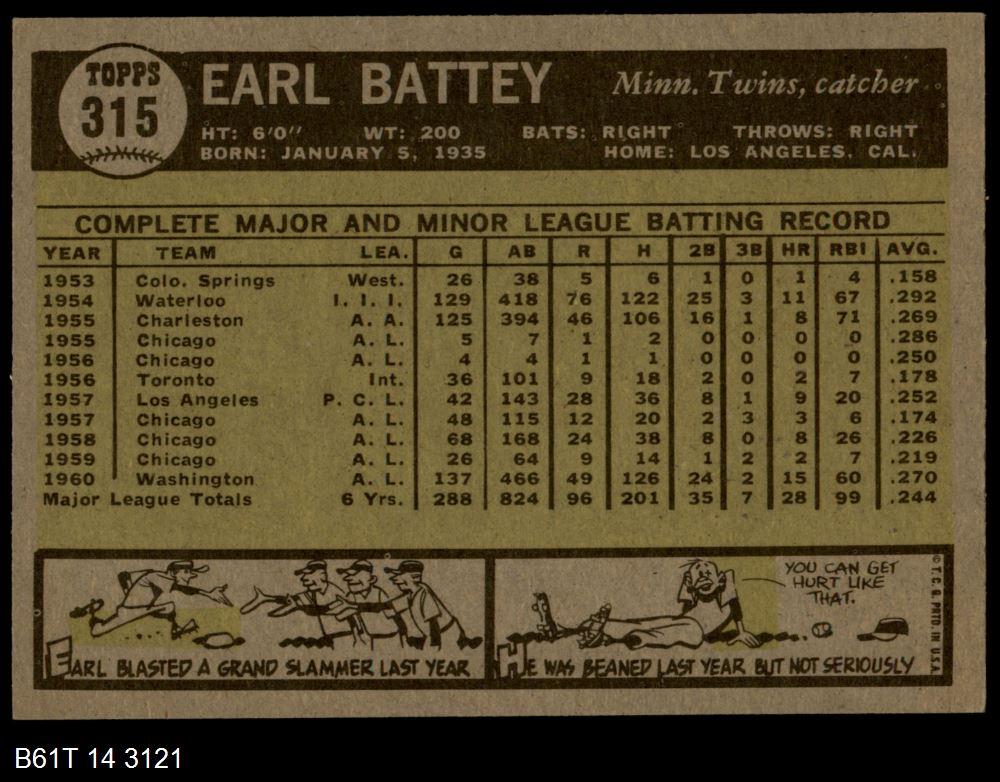 TOPPS
315
EARL BATTEY
Minn. Twins, catcher
HT: 6'0" WT: 200 BATS: RIGHT THROWS: RIGHT
BORN: JANUARY 5, 1935 HOME: LOS ANGELES, CAL.
COMPLETE MAJOR AND MINOR LEAGUE BATTING RECORD
YEAR TEAM LEA. G AB R H 2B 3B HR RBI AVG.
1953 Colo. Springs West. 26 38 5 6 1 0 1 4 .158
1954 Waterloo I. I. I. 129 418 76 122 25 3 11 67 .292
1955 Charleston A. A. 125 394 46 106 16 1 8 71 .269
1955 Chicago A. L. 5 7 1 2 0 0 0 0 .286
1956 Chicago A. L. 4 4 1 1 0 0 0 0 .250
1956 Toronto Int. 36 101 9 18 2 0 2 7 .178
1957 Los Angeles P. C. L. 42 143 28 36 8 1 9 20 .252
1957 Chicago A. L. 48 115 12 20 2 3 3 6 .174
1958 Chicago A. L. 68 168 24 38 8 0 8 26 .226
1959 Chicago A. L. 26 64 9 14 1 2 2 7 .219
1960 Washington A. L. 137 466 49 126 24 2 15 60 .270
Major League Totals 6 Yrs. 288 824 96 201 35 7 28 99 .244
EARL BLASTED A GRAND SLAMMER LAST YEAR
YOU CAN GET
HURT LIKE
THAT.
HE WAS BEANED LAST YEAR BUT NOT SERIOUSLY
© T. C. G. PRTD. IN U.S.A.
B61T 14 3121